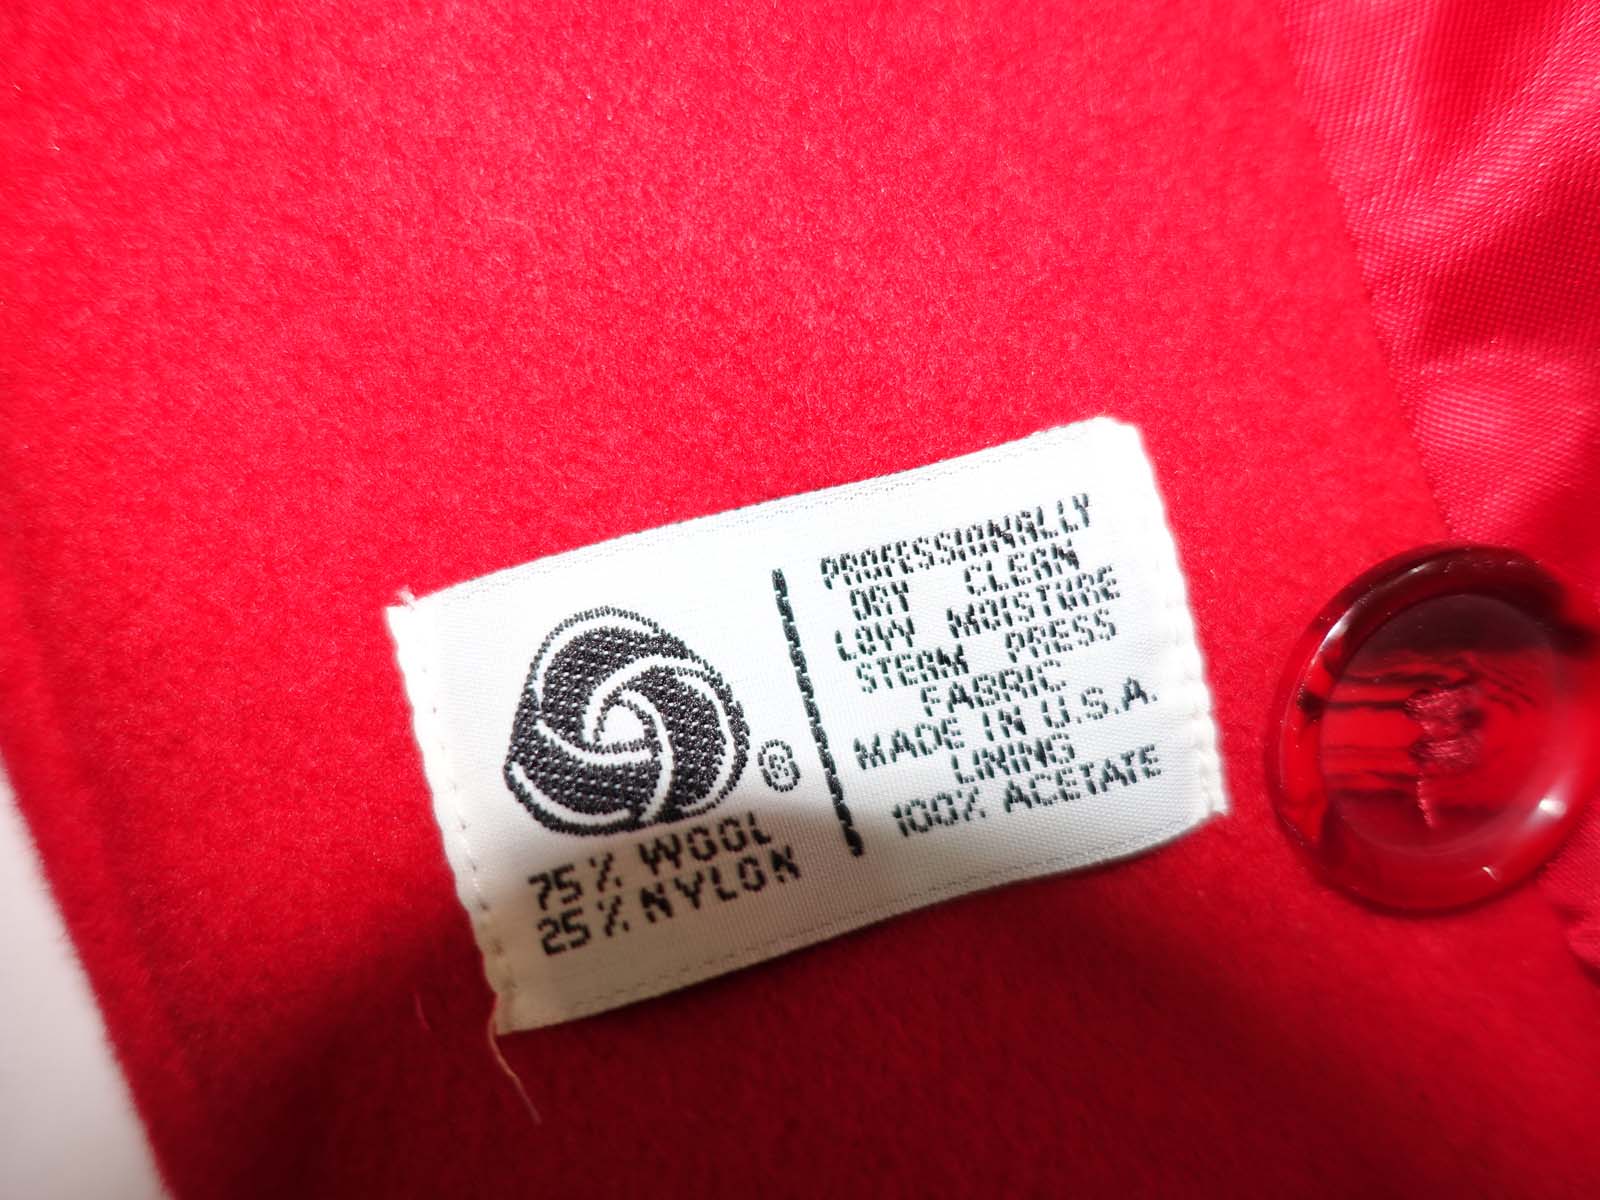 ®
75% WOOL
25% NYLON
PROFESSIONALLY
DRY CLEAN
LOW MOISTURE
STEAM PRESS
FABRIC
MADE IN U.S.A.
LINING
100% ACETATE